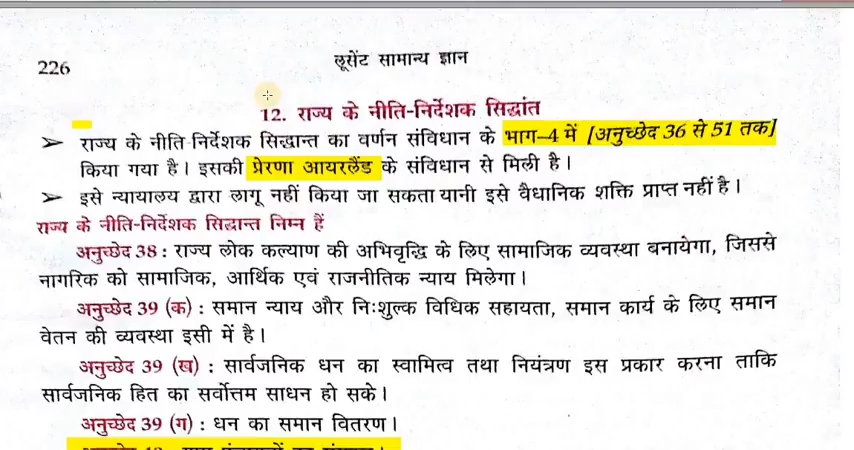 226
लूसेंट सामान्य ज्ञान
12. राज्य के नीति-निर्देशक सिद्धांत
➢ राज्य के नीति-निर्देशक सिद्धान्त का वर्णन संविधान के भाग-4 में [अनुच्छेद 36 से 51 तक]
किया गया है। इसकी प्रेरणा आयरलैंड के संविधान से मिली है।
➢ इसे न्यायालय द्वारा लागू नहीं किया जा सकता यानी इसे वैधानिक शक्ति प्राप्त नहीं है।
राज्य के नीति-निर्देशक सिद्धान्त निम्न हैं
अनुच्छेद 38 : राज्य लोक कल्याण की अभिवृद्धि के लिए सामाजिक व्यवस्था बनायेगा, जिससे
नागरिक को सामाजिक, आर्थिक एवं राजनीतिक न्याय मिलेगा।
अनुच्छेद 39 (क) : समान न्याय और निःशुल्क विधिक सहायता, समान कार्य के लिए समान
वेतन की व्यवस्था इसी में है।
अनुच्छेद 39 (ख) : सार्वजनिक धन का स्वामित्व तथा नियंत्रण इस प्रकार करना ताकि
सार्वजनिक हित का सर्वोत्तम साधन हो सके।
अनुच्छेद 39 (ग) : धन का समान वितरण।